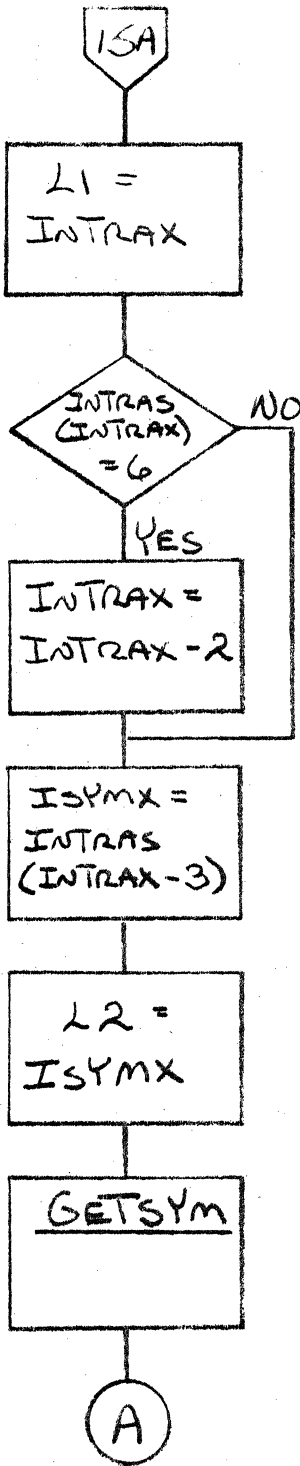 15A
L1 =
INTRAX
INTRAS
(INTRAX)
= 6
NO
YES
INTRAX =
INTRAX - 2
ISYMX =
INTRAS
(INTRAX - 3)
L2 =
ISYMX
GETSYM
A